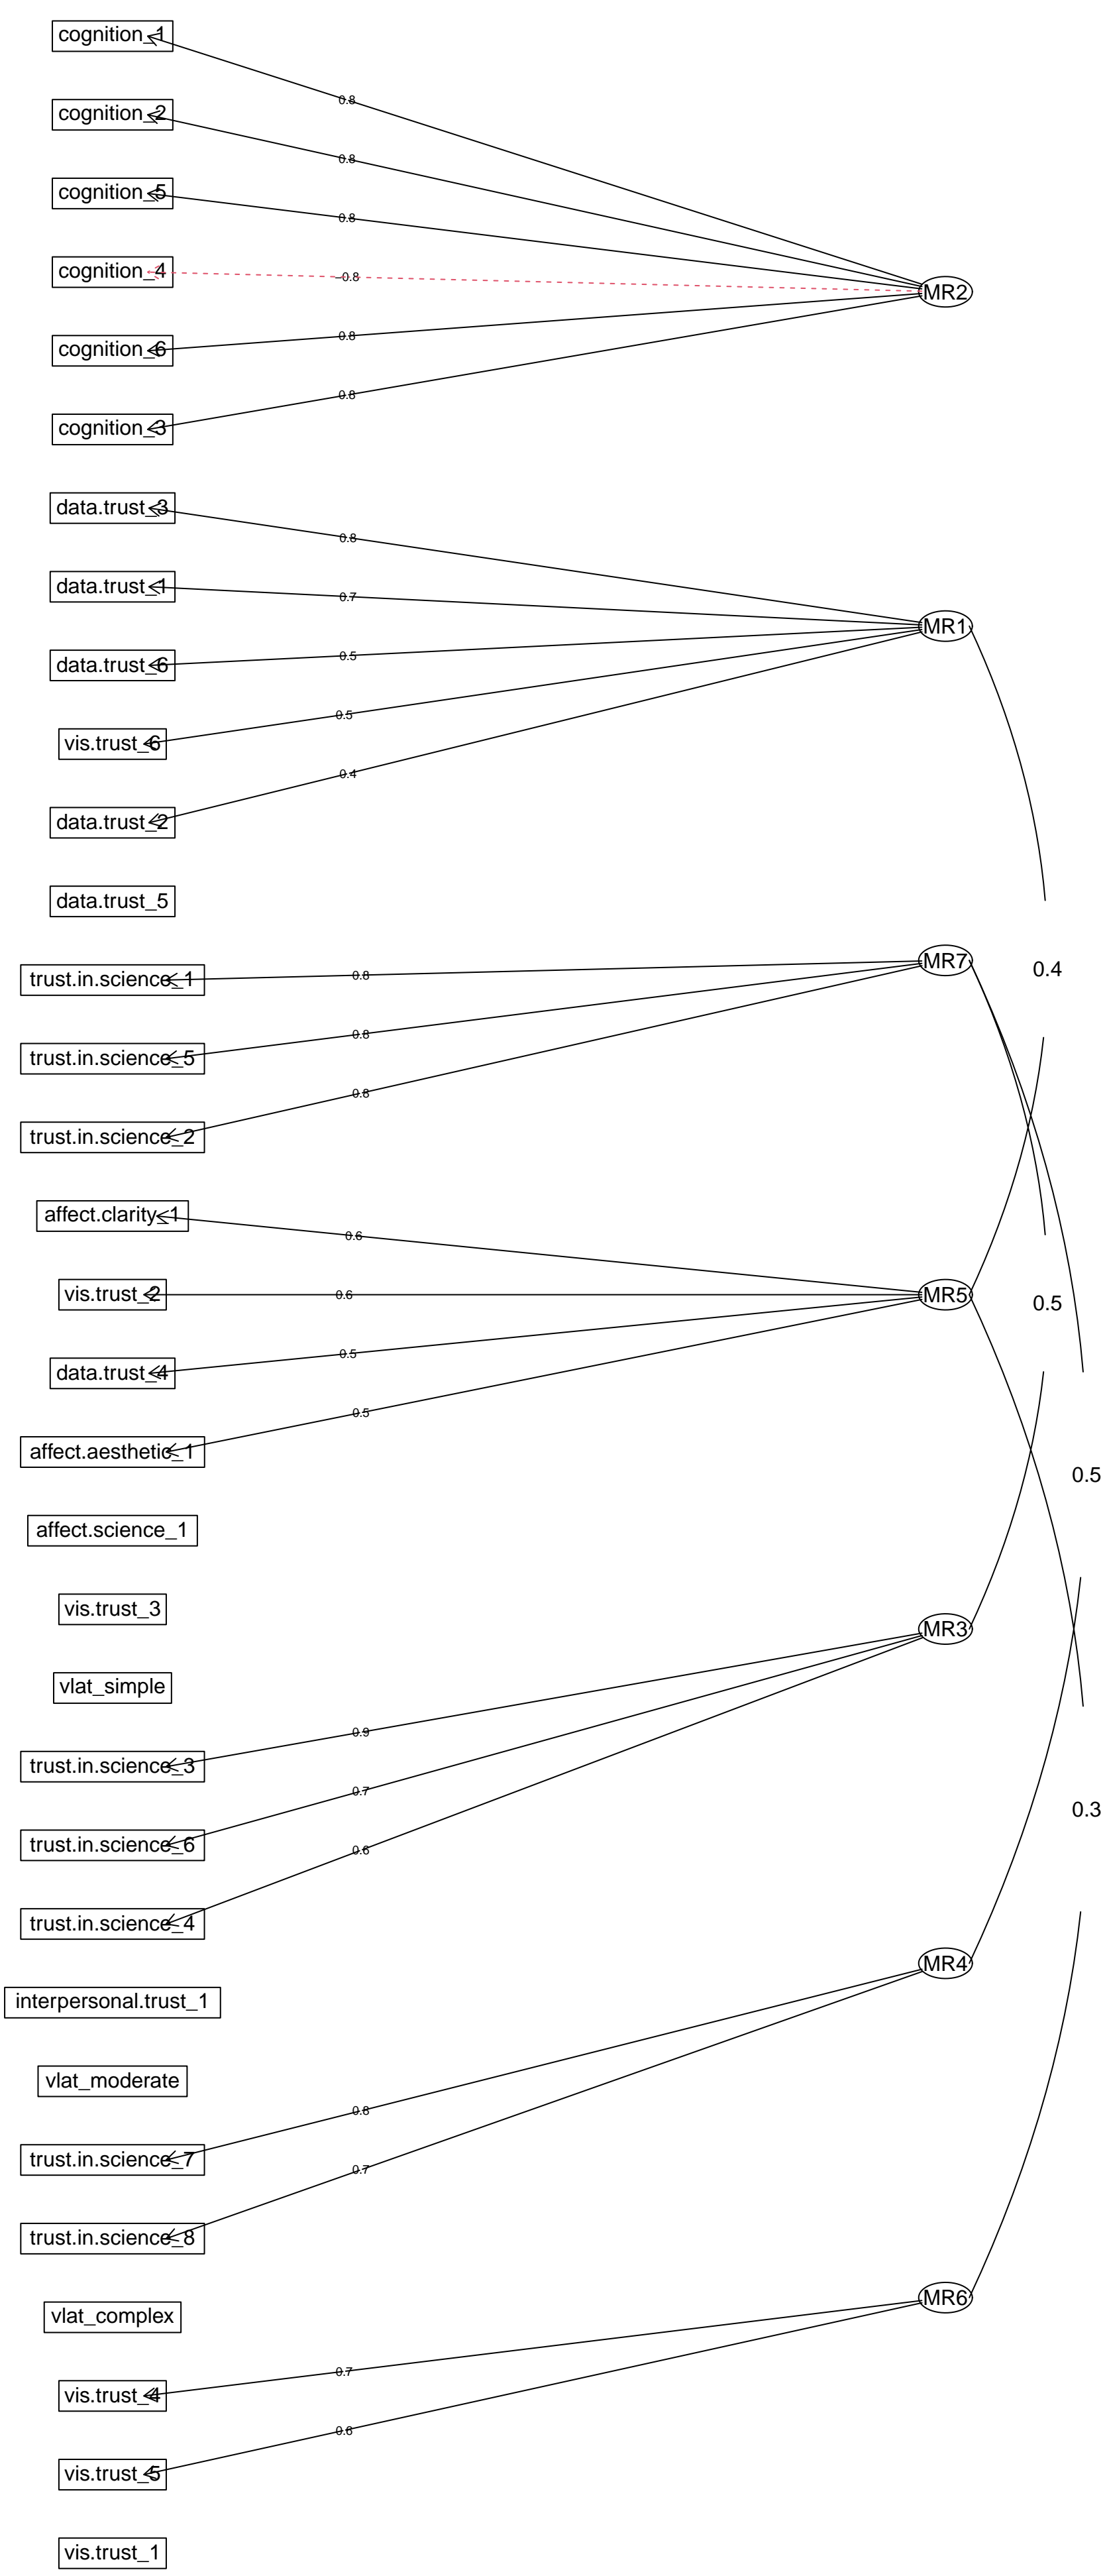 cognition_1
0.8
cognition_2
0.8
cognition_5
0.8
cognition_4
−0.8
MR2
cognition_6
0.8
0.8
cognition_3
data.trust_3
0.8
data.trust_1
0.7
MR1
data.trust_6
0.5
0.5
vis.trust_6
0.4
data.trust_2
data.trust_5
MR7
0.4
trust.in.science_1
0.8
0.8
trust.in.science_5
0.8
trust.in.science_2
affect.clarity_1
0.6
vis.trust_2
0.6
MR5
0.5
0.5
data.trust_4
0.5
affect.aesthetic_1
0.5
affect.science_1
vis.trust_3
MR3
vlat_simple
0.9
trust.in.science_3
0.7
0.3
trust.in.science_6
0.6
trust.in.science_4
MR4
interpersonal.trust_1
vlat_moderate
0.8
trust.in.science_7
0.7
trust.in.science_8
MR6
vlat_complex
0.7
vis.trust_4
0.6
vis.trust_5
vis.trust_1